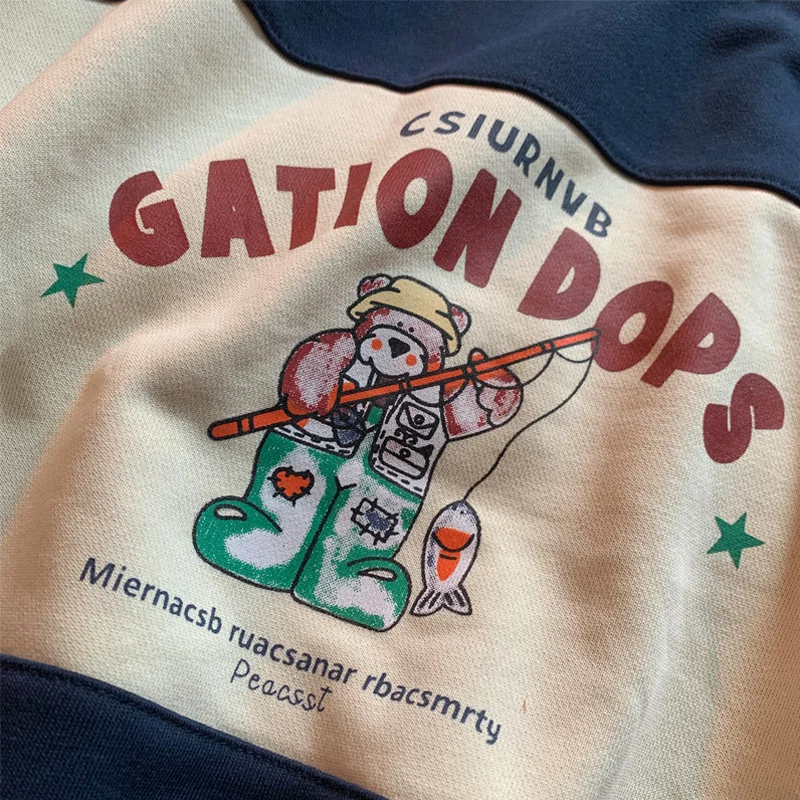 CSIURNVB
GATION DOPS
Miernacsb ruacsanar rbacsmrty
Peacsst